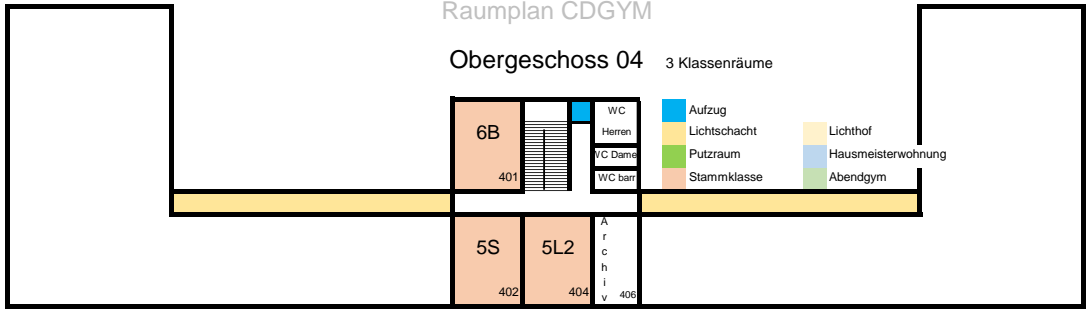 Raumplan CDGYM
Obergeschoss 04 3 Klassenräume
6B
401
WC
Herren
WC Dame
WC barr
Aufzug
Lichtschacht
Putzraum
Stammklasse
Lichthof
Hausmeisterwohnung
Abendgym
5S
402
5L2
404
Archiv
406